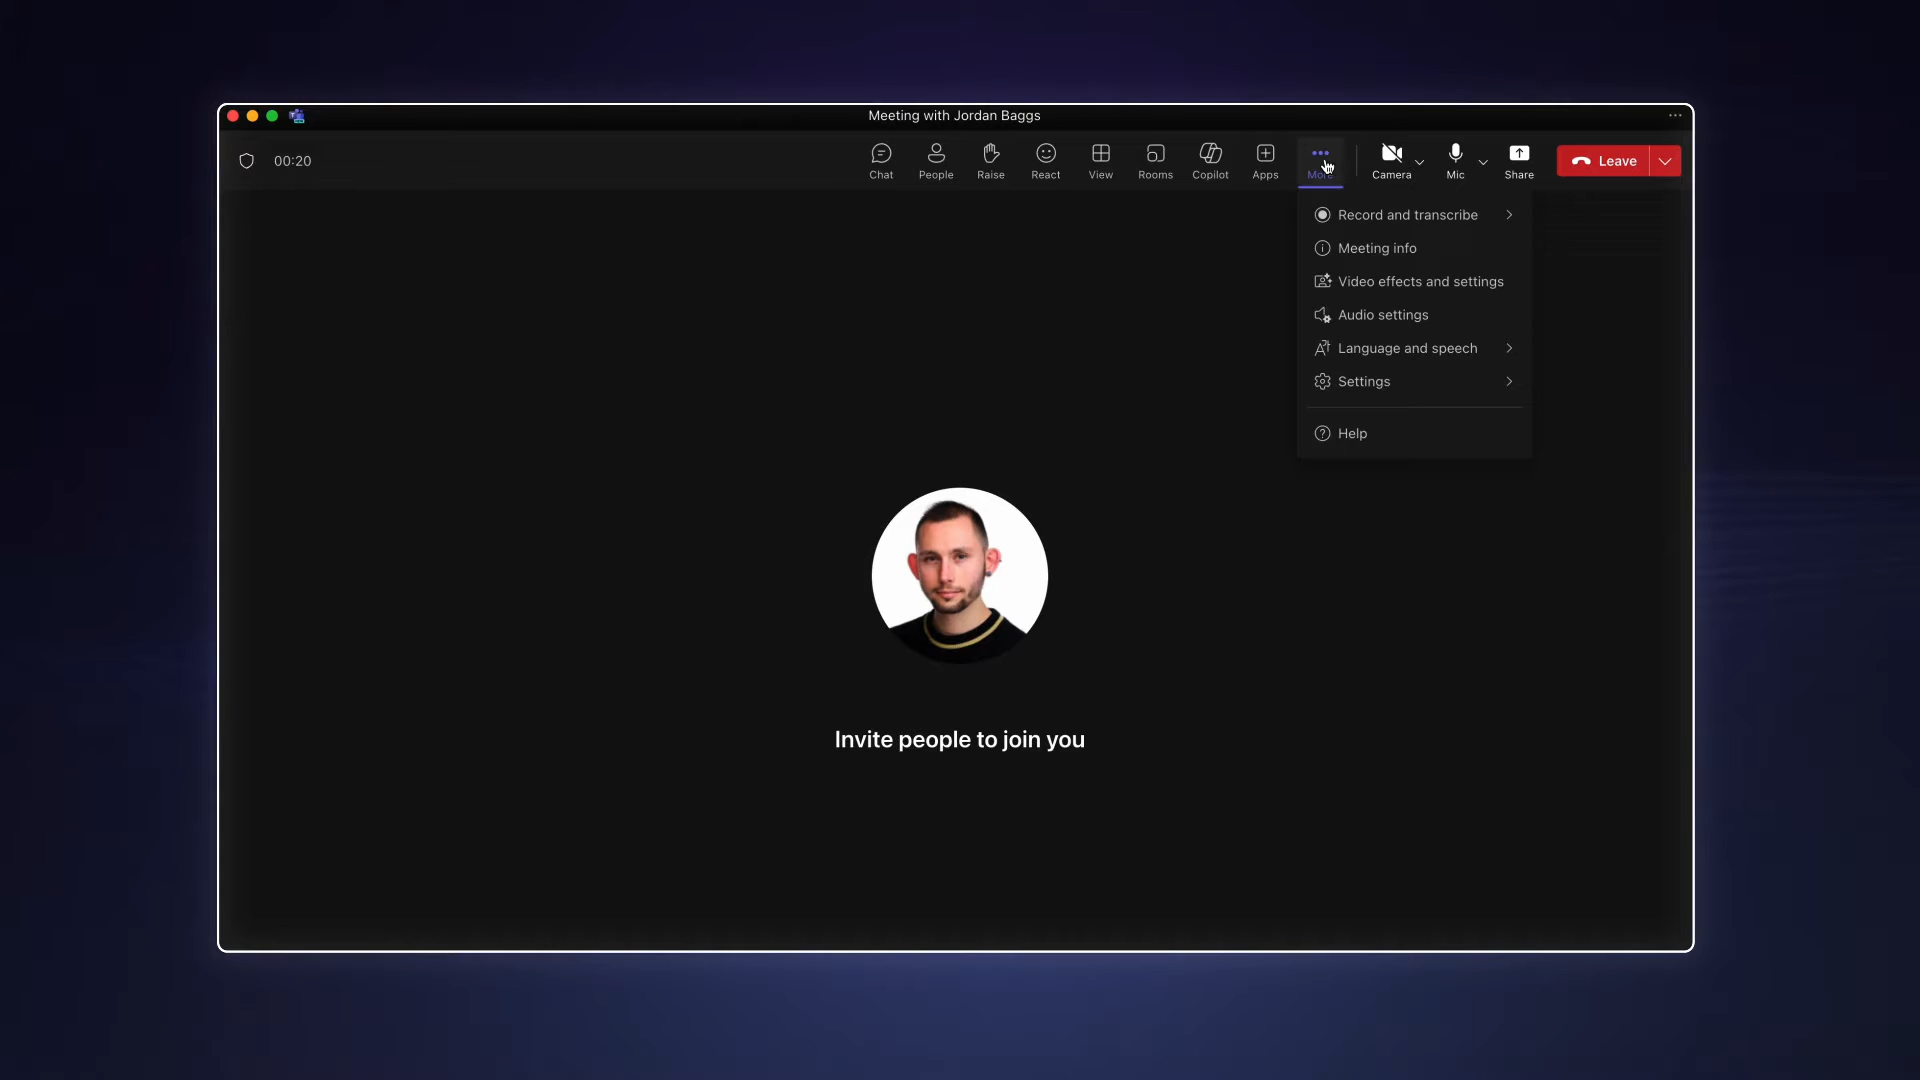 Meeting with Jordan Baggs
00:20
Chat
People
Raise
React
View
Rooms
Copilot
Apps
More
Camera
Mic
Share
Leave
Record and transcribe
Meeting info
Video effects and settings
Audio settings
Language and speech
Settings
Help
Invite people to join you